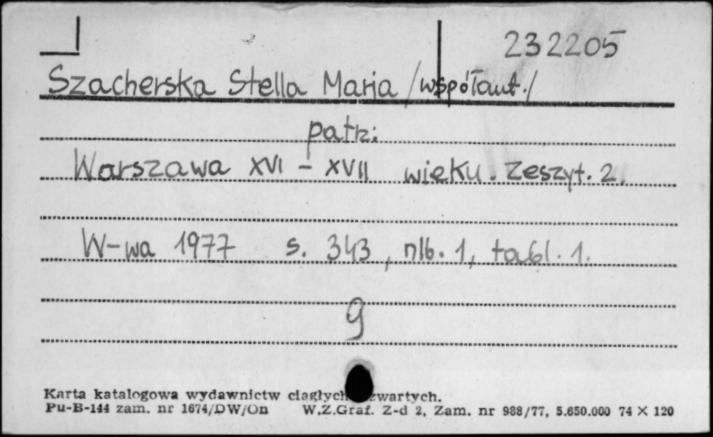 232205
Szacherska Stella Maria /współaut./
patrz:
Warszawa XVI - XVII wieku. Zeszyt. 2.
W-wa 1977 s. 343, nlb. 1, tabl. 1.
g
Karta katalogowa wydawnictw ciągłych zwartych.
Pu-B-144 zam. nr 1674/DW/On W.Z.Graf. Z-d 2, Zam. nr 988/77, 5.650.000 74 X 120